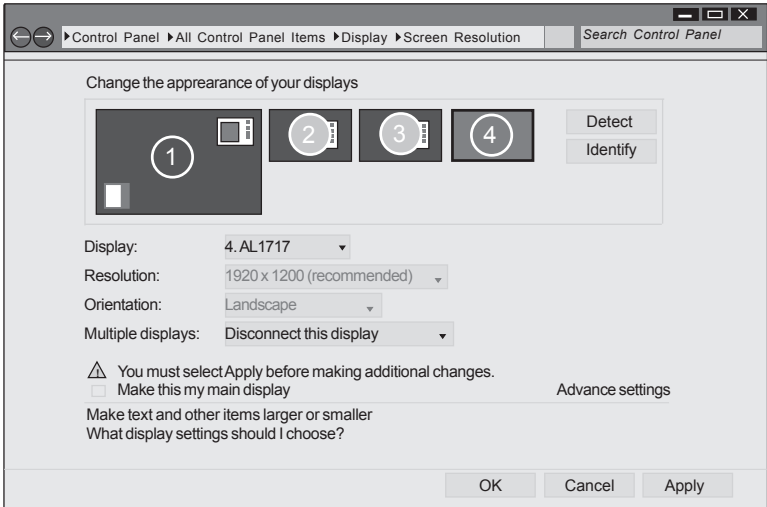 Control Panel All Control Panel Items Display Screen Resolution Search Control Panel
Change the apprearance of your displays
1 2 3 4 Detect
Identify
Display: 4. AL1717
Resolution: 1920 x 1200 (recommended)
Orientation: Landscape
Multiple displays: Disconnect this display
You must select Apply before making additional changes.
Make this my main display Advance settings
Make text and other items larger or smaller
What display settings should I choose?
OK Cancel Apply